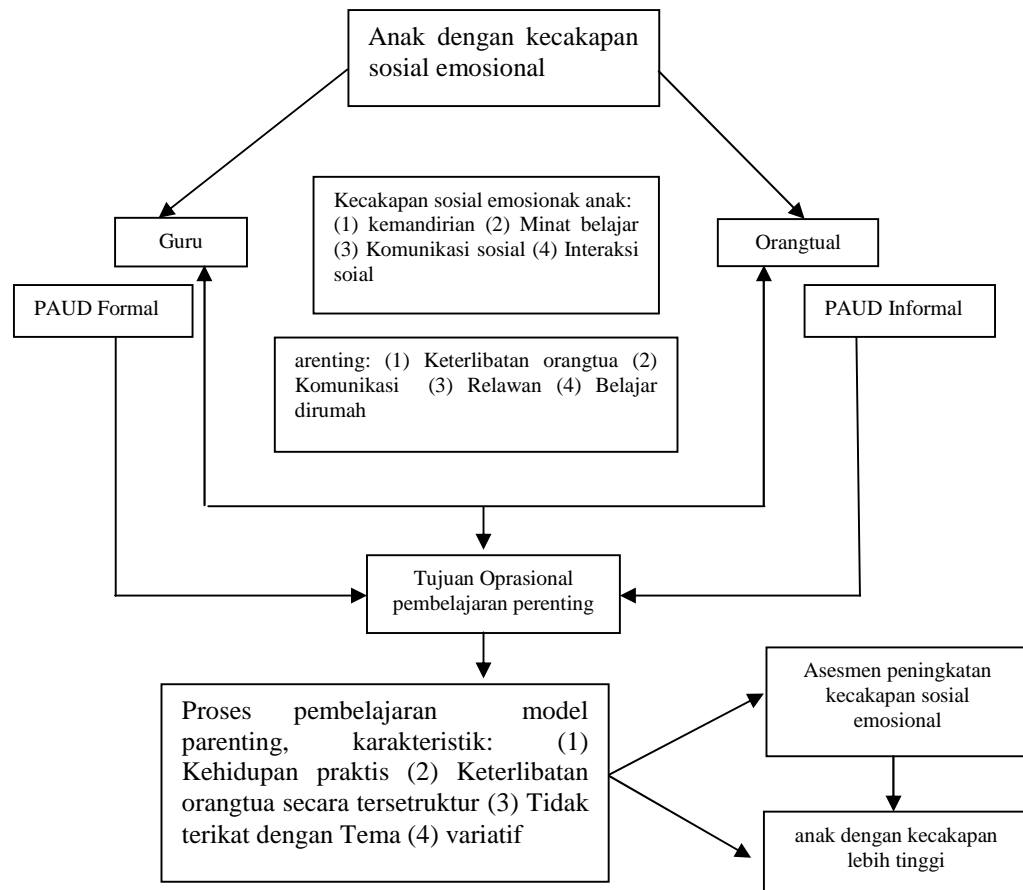 Anak dengan kecakapan
sosial emosional
Kecakapan sosial emosionak anak:
(1) kemandirian (2) Minat belajar
(3) Komunikasi sosial (4) Interaksi
soial
Guru
Orangtual
PAUD Formal
PAUD Informal
arenting: (1) Keterlibatan orangtua (2)
Komunikasi (3) Relawan (4) Belajar
dirumah
Tujuan Oprasional
pembelajaran perenting
Proses pembelajaran model
parenting, karakteristik: (1)
Kehidupan praktis (2) Keterlibatan
orangtua secara tersetruktur (3) Tidak
terikat dengan Tema (4) variatif
Asesmen peningkatan
kecakapan sosial
emosional
anak dengan kecakapan
lebih tinggi